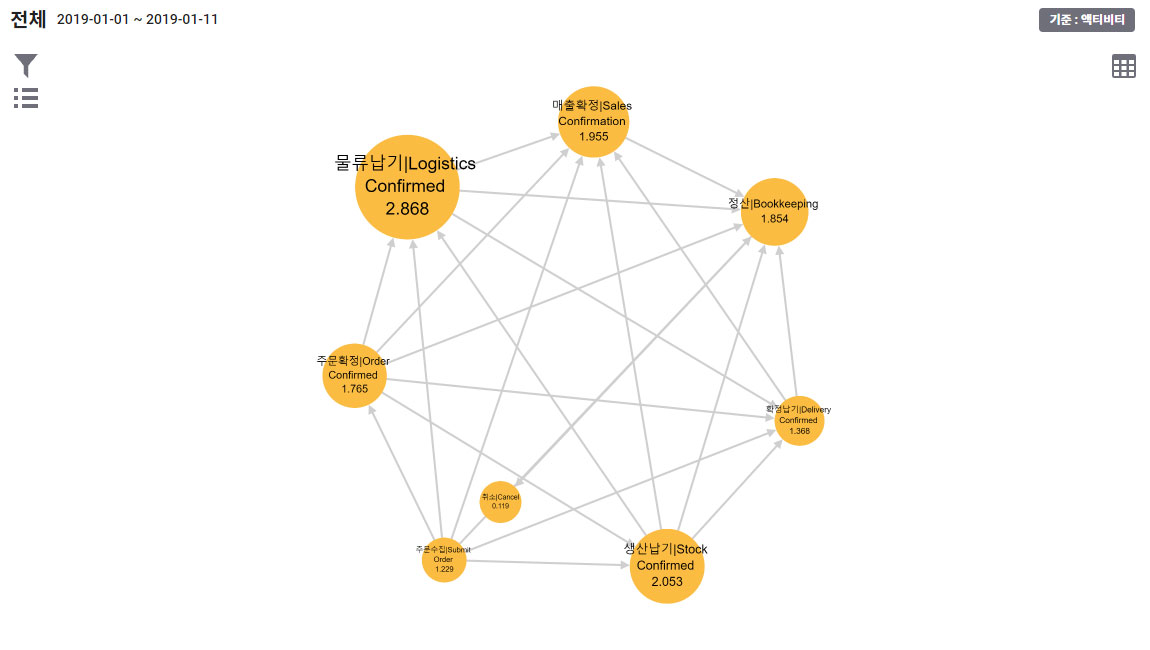 전체 2019-01-01 ~ 2019-01-11
기준 : 액티비티
매출확정|Sales
Confirmation
1.955
물류납기|Logistics
Confirmed
2.868
정산|Bookkeeping
1.854
주문확정|Order
Confirmed
1.765
확정납기|Delivery
Confirmed
1.368
취소|Cancel
0.119
주문수집|Submit
Order
1.229
생산납기|Stock
Confirmed
2.053